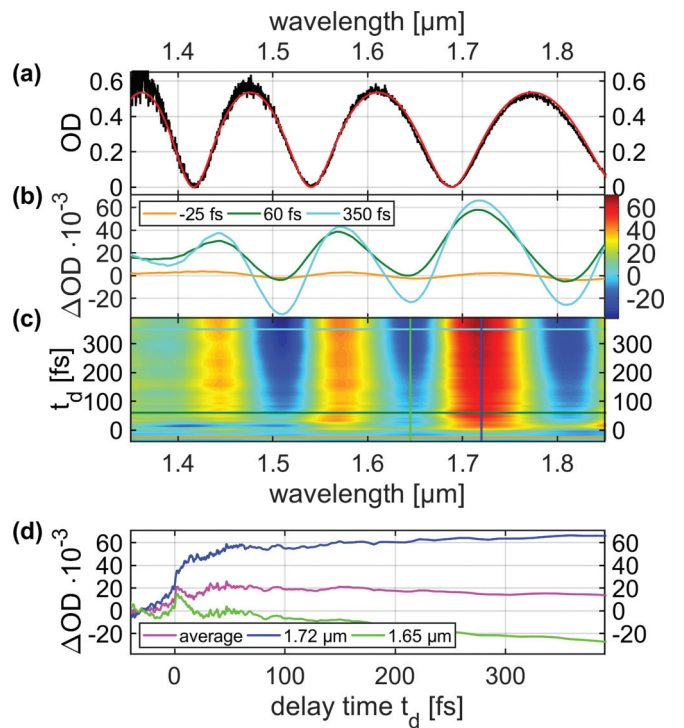 wavelength [µm]
1.4 1.5 1.6 1.7 1.8
(a)
OD
0.6 0.6
0.4 0.4
0.2 0.2
0 0
(b)
ΔOD ·10⁻³
-25 fs 60 fs 350 fs
60 60
40 40
20 20
0 0
-20 -20
(c)
t_d [fs]
300 300
200 200
100 100
0 0
1.4 1.5 1.6 1.7 1.8
wavelength [µm]
(d)
ΔOD ·10⁻³
60 60
40 40
20 20
0 0
-20 -20
average 1.72 µm 1.65 µm
0 100 200 300
delay time t_d [fs]